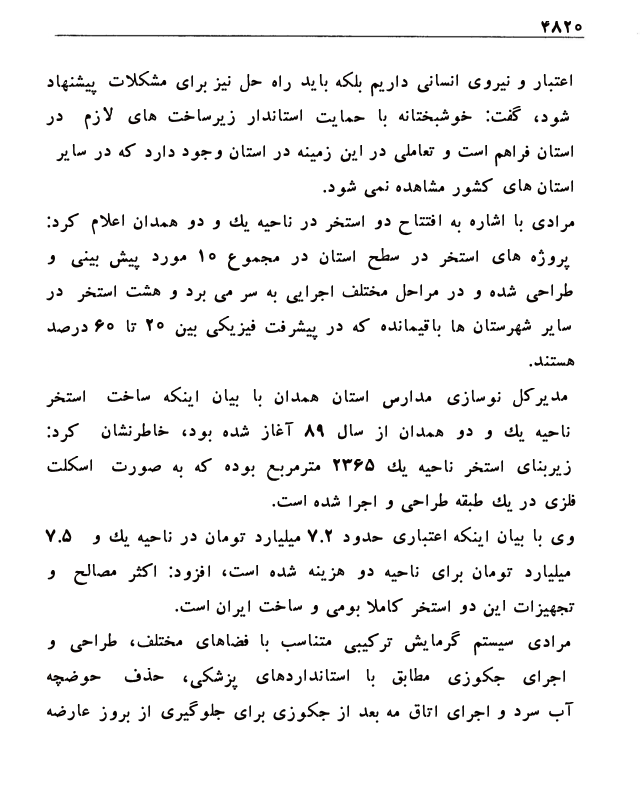 ۴۸۲۰
اعتبار و نیروی انسانی داریم بلکه باید راه حل نیز برای مشکلات پیشنهاد
شود، گفت: خوشبختانه با حمایت استاندار زیرساخت های لازم در
استان فراهم است و تعاملی در این زمینه در استان وجود دارد که در سایر
استان های کشور مشاهده نمی شود.
مرادی با اشاره به افتتاح دو استخر در ناحیه یك و دو همدان اعلام کرد:
پروژه های استخر در سطح استان در مجموع ۱۰ مورد پیش بینی و
طراحی شده و در مراحل مختلف اجرایی به سر می برد و هشت استخر در
سایر شهرستان ها باقیمانده که در پیشرفت فیزیکی بین ۲۰ تا ۶۰ درصد
هستند.
مدیرکل نوسازی مدارس استان همدان با بیان اینکه ساخت استخر
ناحیه یك و دو همدان از سال ۸۹ آغاز شده بود، خاطرنشان کرد:
زیربنای استخر ناحیه یك ۲۳۶۵ مترمربع بوده که به صورت اسکلت
فلزی در یك طبقه طراحی و اجرا شده است.
وی با بیان اینکه اعتباری حدود ۷.۲ میلیارد تومان در ناحیه یك و ۷.۵
میلیارد تومان برای ناحیه دو هزینه شده است، افزود: اکثر مصالح و
تجهیزات این دو استخر کاملا بومی و ساخت ایران است.
مرادی سیستم گرمایش ترکیبی متناسب با فضاهای مختلف، طراحی و
اجرای جکوزی مطابق با استانداردهای پزشکی، حذف حوضچه
آب سرد و اجرای اتاق مه بعد از جکوزی برای جلوگیری از بروز عارضه